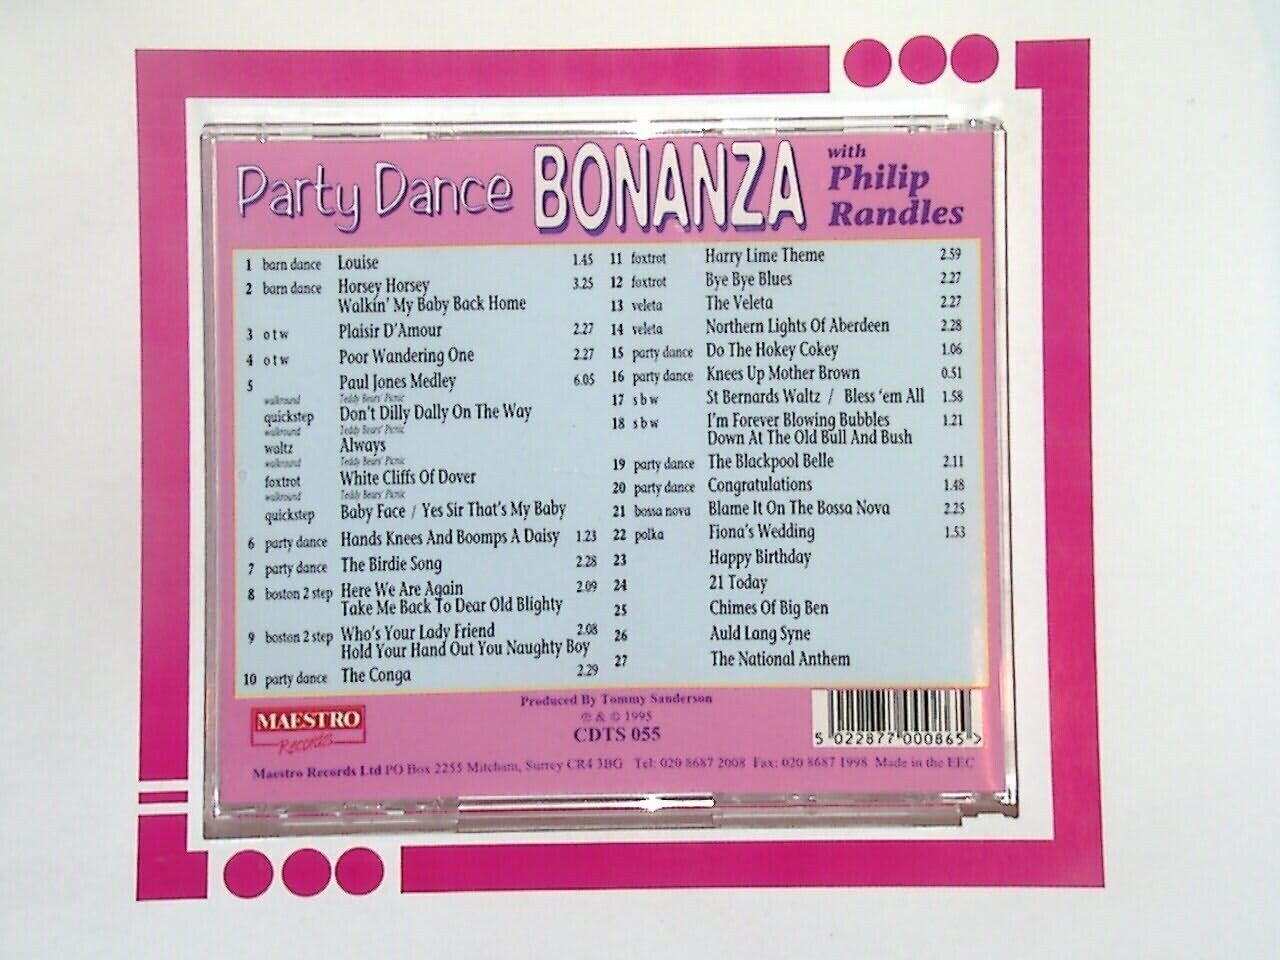 Party Dance BONANZA with Philip Randles
1 barn dance Louise 1.45
2 barn dance Horsey Horsey 3.25
Walkin' My Baby Back Home
3 o t w Plaisir D'Amour 2.27
4 o t w Poor Wandering One 2.27
5 Paul Jones Medley 6.05
walkround Teddy Bears' Picnic
quickstep Don't Dilly Dally On The Way
walkround Teddy Bears' Picnic
waltz Always
walkround Teddy Bears' Picnic
foxtrot White Cliffs Of Dover
walkround Teddy Bears' Picnic
quickstep Baby Face / Yes Sir That's My Baby
6 party dance Hands Knees And Boomps A Daisy 1.23
7 party dance The Birdie Song 2.28
8 boston 2 step Here We Are Again 2.09
Take Me Back To Dear Old Blighty
9 boston 2 step Who's Your Lady Friend 2.08
Hold Your Hand Out You Naughty Boy
10 party dance The Conga 2.29
11 foxtrot Harry Lime Theme 2.59
12 foxtrot Bye Bye Blues 2.27
13 veleta The Veleta 2.27
14 veleta Northern Lights Of Aberdeen 2.28
15 party dance Do The Hokey Cokey 1.06
16 party dance Knees Up Mother Brown 0.51
17 s b w St Bernards Waltz / Bless 'em All 1.58
18 s b w I'm Forever Blowing Bubbles 1.21
Down At The Old Bull And Bush
19 party dance The Blackpool Belle 2.11
20 party dance Congratulations 1.48
21 bossa nova Blame It On The Bossa Nova 2.25
22 polka Fiona's Wedding 1.53
23 Happy Birthday
24 21 Today
25 Chimes Of Big Ben
26 Auld Lang Syne
27 The National Anthem
MAESTRO
Records
Produced By Tommy Sanderson
℗ & © 1995
CDTS 055
5 022877 000865 >
Maestro Records Ltd PO Box 2255 Mitcham, Surrey CR4 3BG Tel: 020 8687 2008 Fax: 020 8687 1998 Made in the EEC